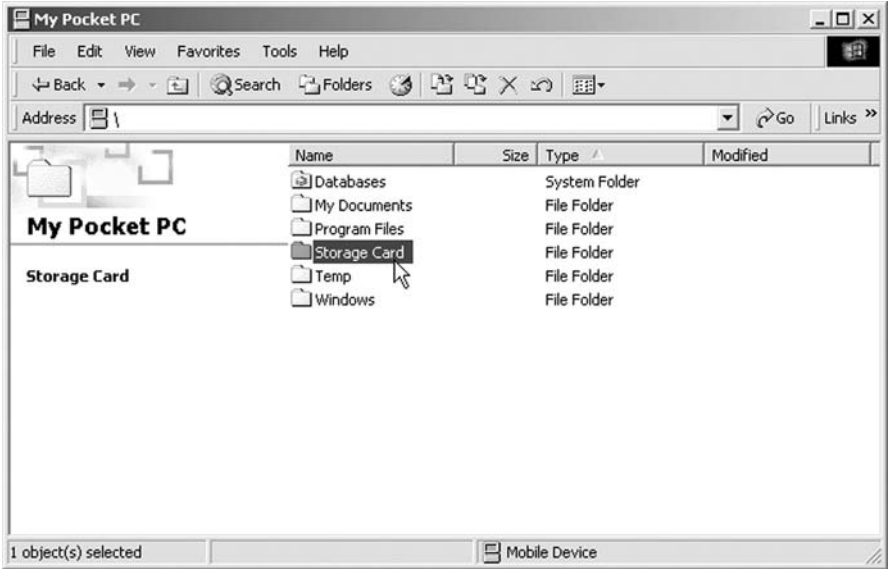 My Pocket PC
File Edit View Favorites Tools Help
Back Search Folders
Address \ Go Links »
My Pocket PC
Storage Card
Name Size Type Modified
Databases System Folder
My Documents File Folder
Program Files File Folder
Storage Card File Folder
Temp File Folder
Windows File Folder
1 object(s) selected Mobile Device